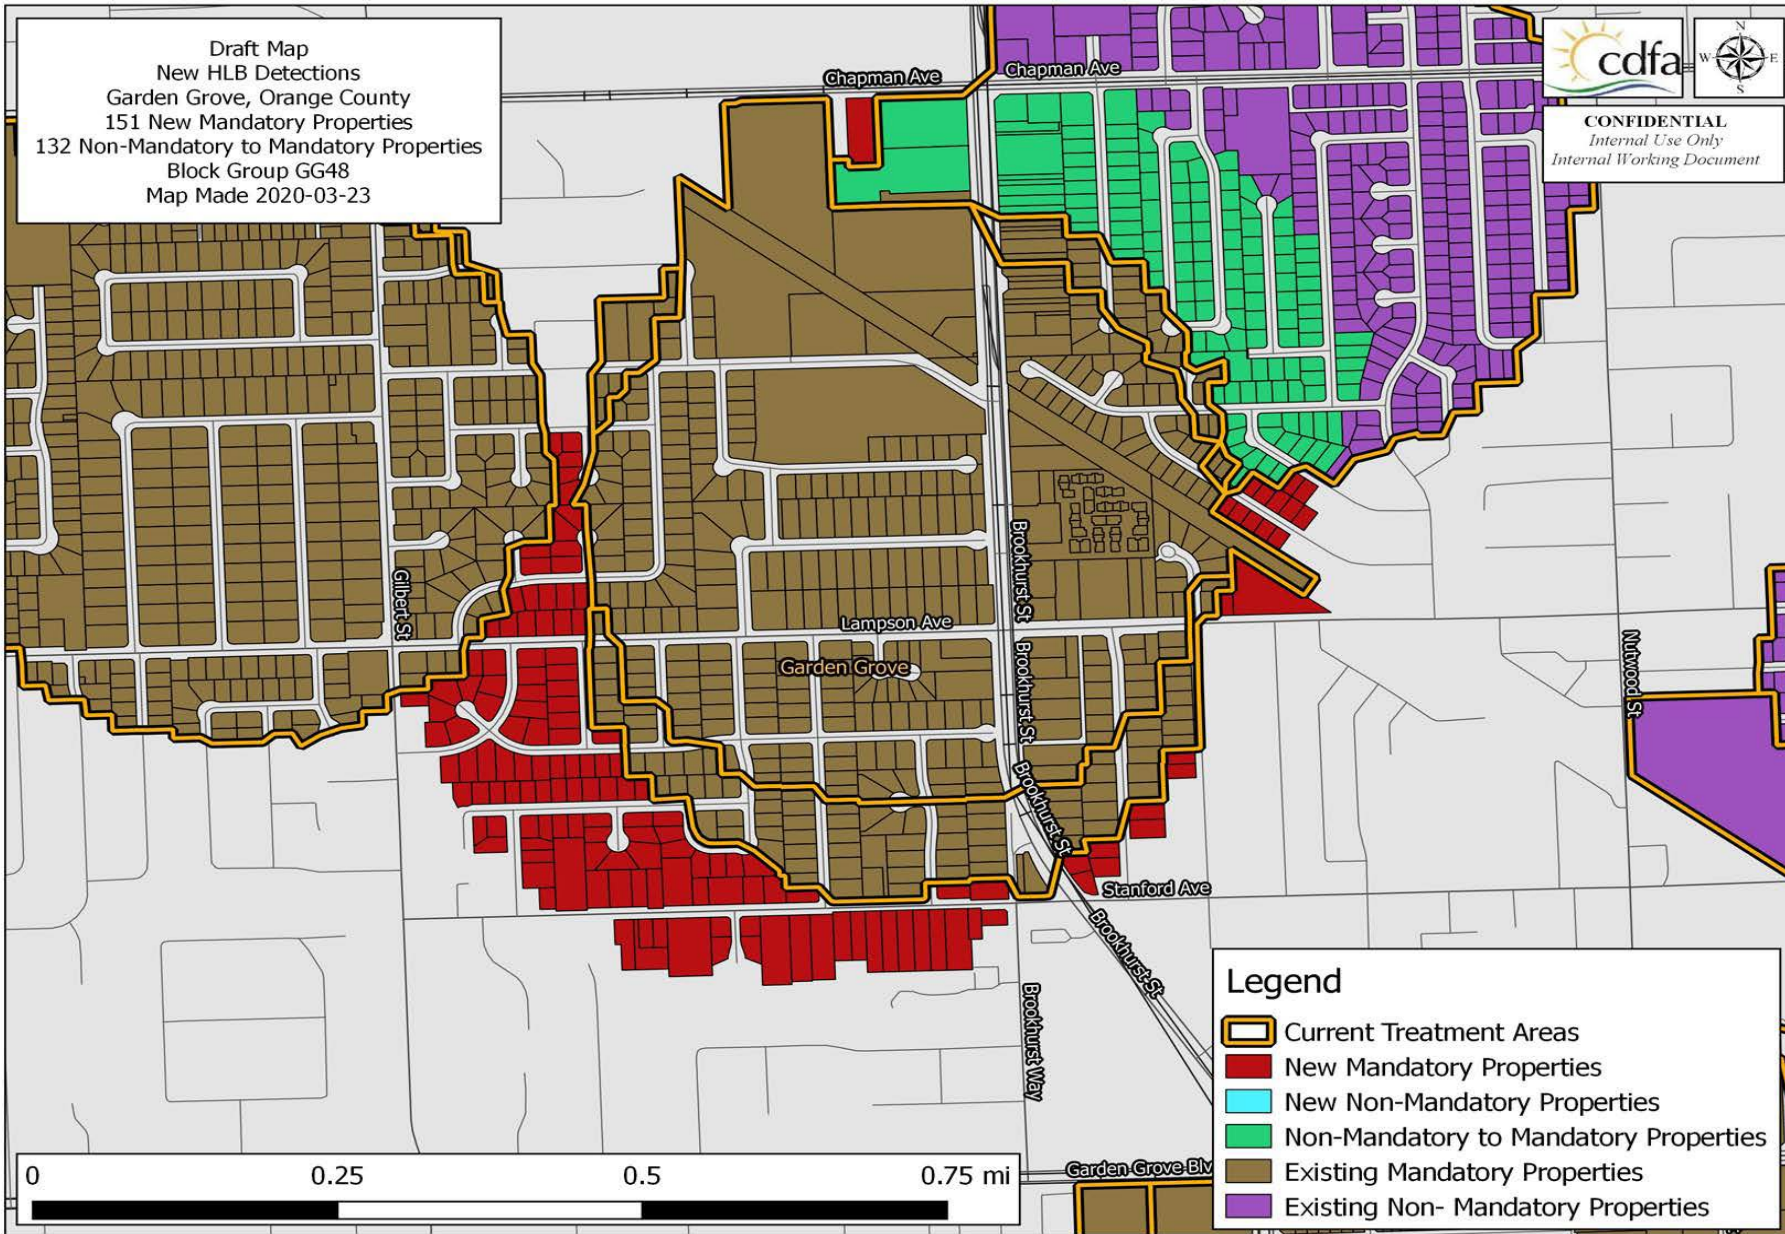 Draft Map
New HLB Detections
Garden Grove, Orange County
151 New Mandatory Properties
132 Non-Mandatory to Mandatory Properties
Block Group GG48
Map Made 2020-03-23
Chapman Ave
Chapman Ave
cdfa
N
W
E
S
CONFIDENTIAL
Internal Use Only
Internal Working Document
Gilbert St
Brookhurst St
Lampson Ave
Brookhurst St
Garden Grove
Brookhurst St
Nutwood St
Brookhurst St
Stanford Ave
Brookhurst St
Brookhurst Way
Garden Grove Blv
Legend
Current Treatment Areas
New Mandatory Properties
New Non-Mandatory Properties
Non-Mandatory to Mandatory Properties
Existing Mandatory Properties
Existing Non- Mandatory Properties
0 0.25 0.5 0.75 mi